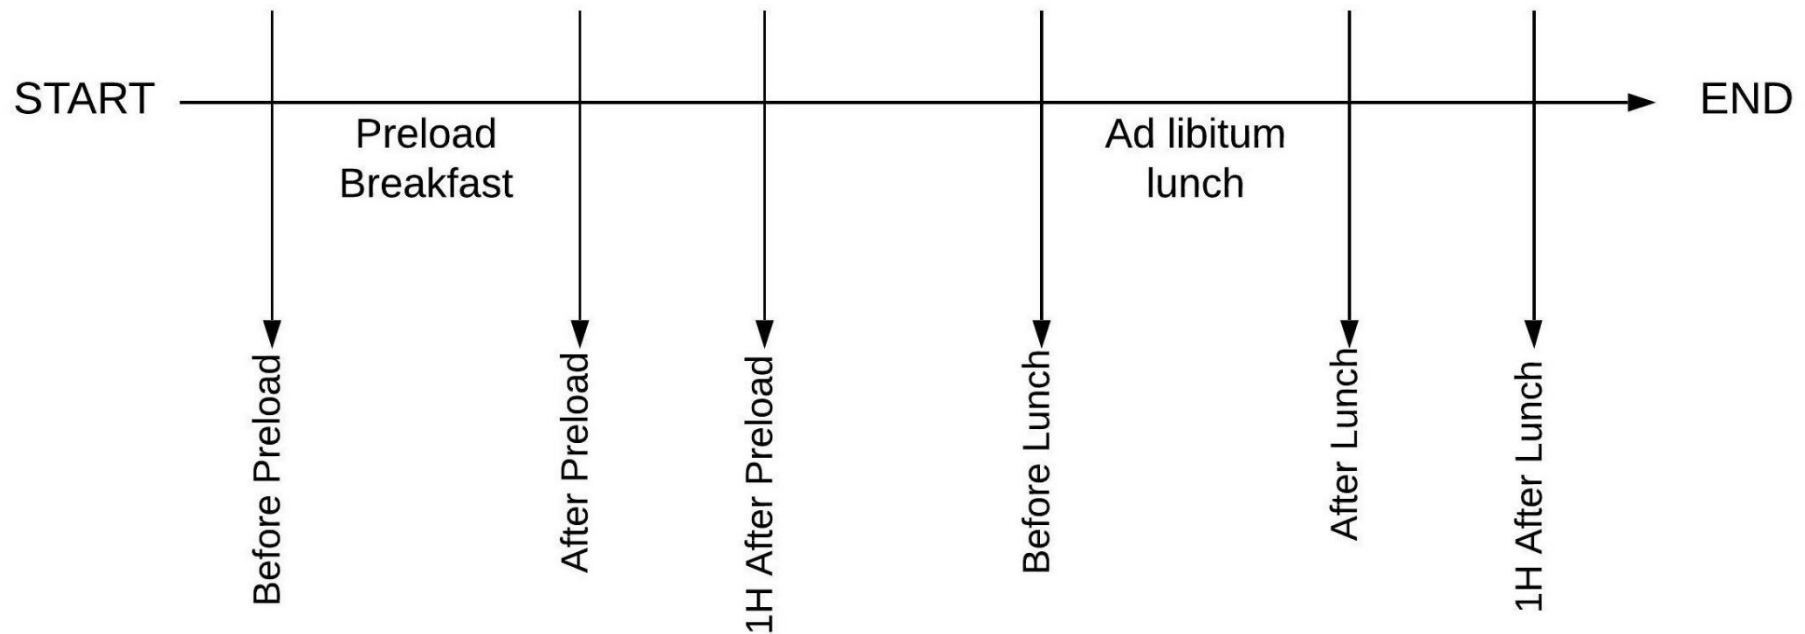 START
END
Preload
Breakfast
Ad libitum
lunch
Before Preload
After Preload
1H After Preload
Before Lunch
After Lunch
1H After Lunch